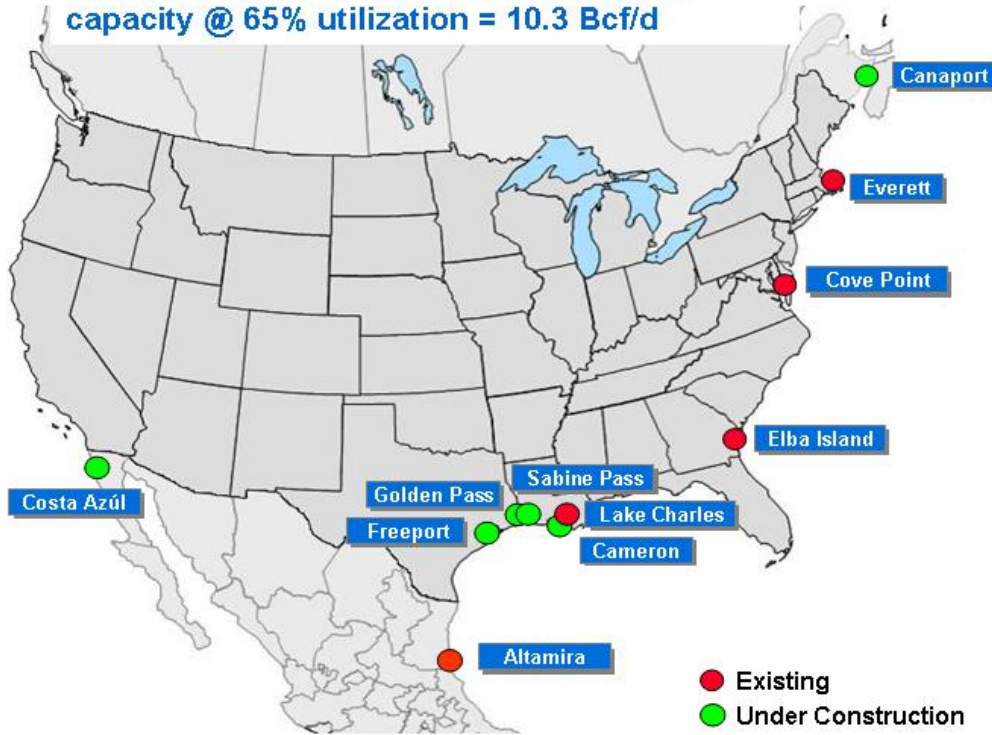 capacity @ 65% utilization = 10.3 Bcf/d
Canaport
Everett
Cove Point
Elba Island
Sabine Pass
Golden Pass
Costa Azúl
Lake Charles
Freeport
Cameron
Altamira
Existing
Under Construction